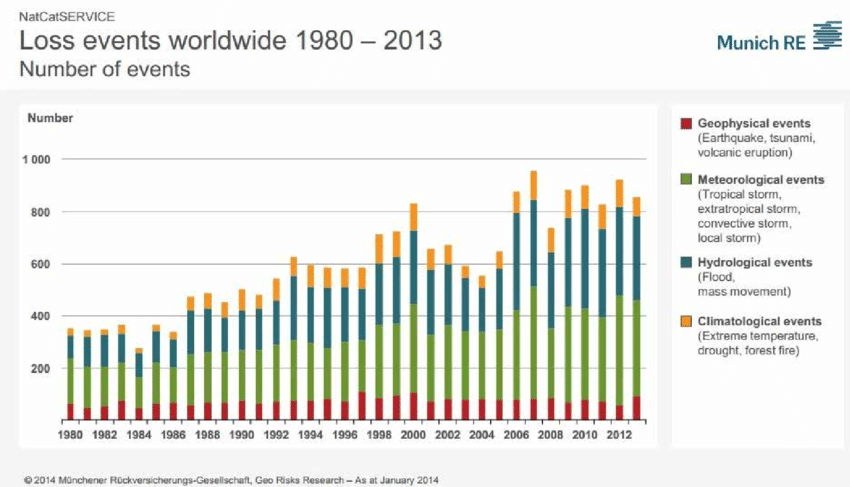 NatCatSERVICE
Loss events worldwide 1980 – 2013
Number of events
Munich RE
Number
1 000
800
600
400
200
1980 1982 1984 1986 1988 1990 1992 1994 1996 1998 2000 2002 2004 2006 2008 2010 2012
Geophysical events
(Earthquake, tsunami,
volcanic eruption)
Meteorological events
(Tropical storm,
extratropical storm,
convective storm,
local storm)
Hydrological events
(Flood,
mass movement)
Climatological events
(Extreme temperature,
drought, forest fire)
© 2014 Münchener Rückversicherungs-Gesellschaft, Geo Risks Research – As at January 2014